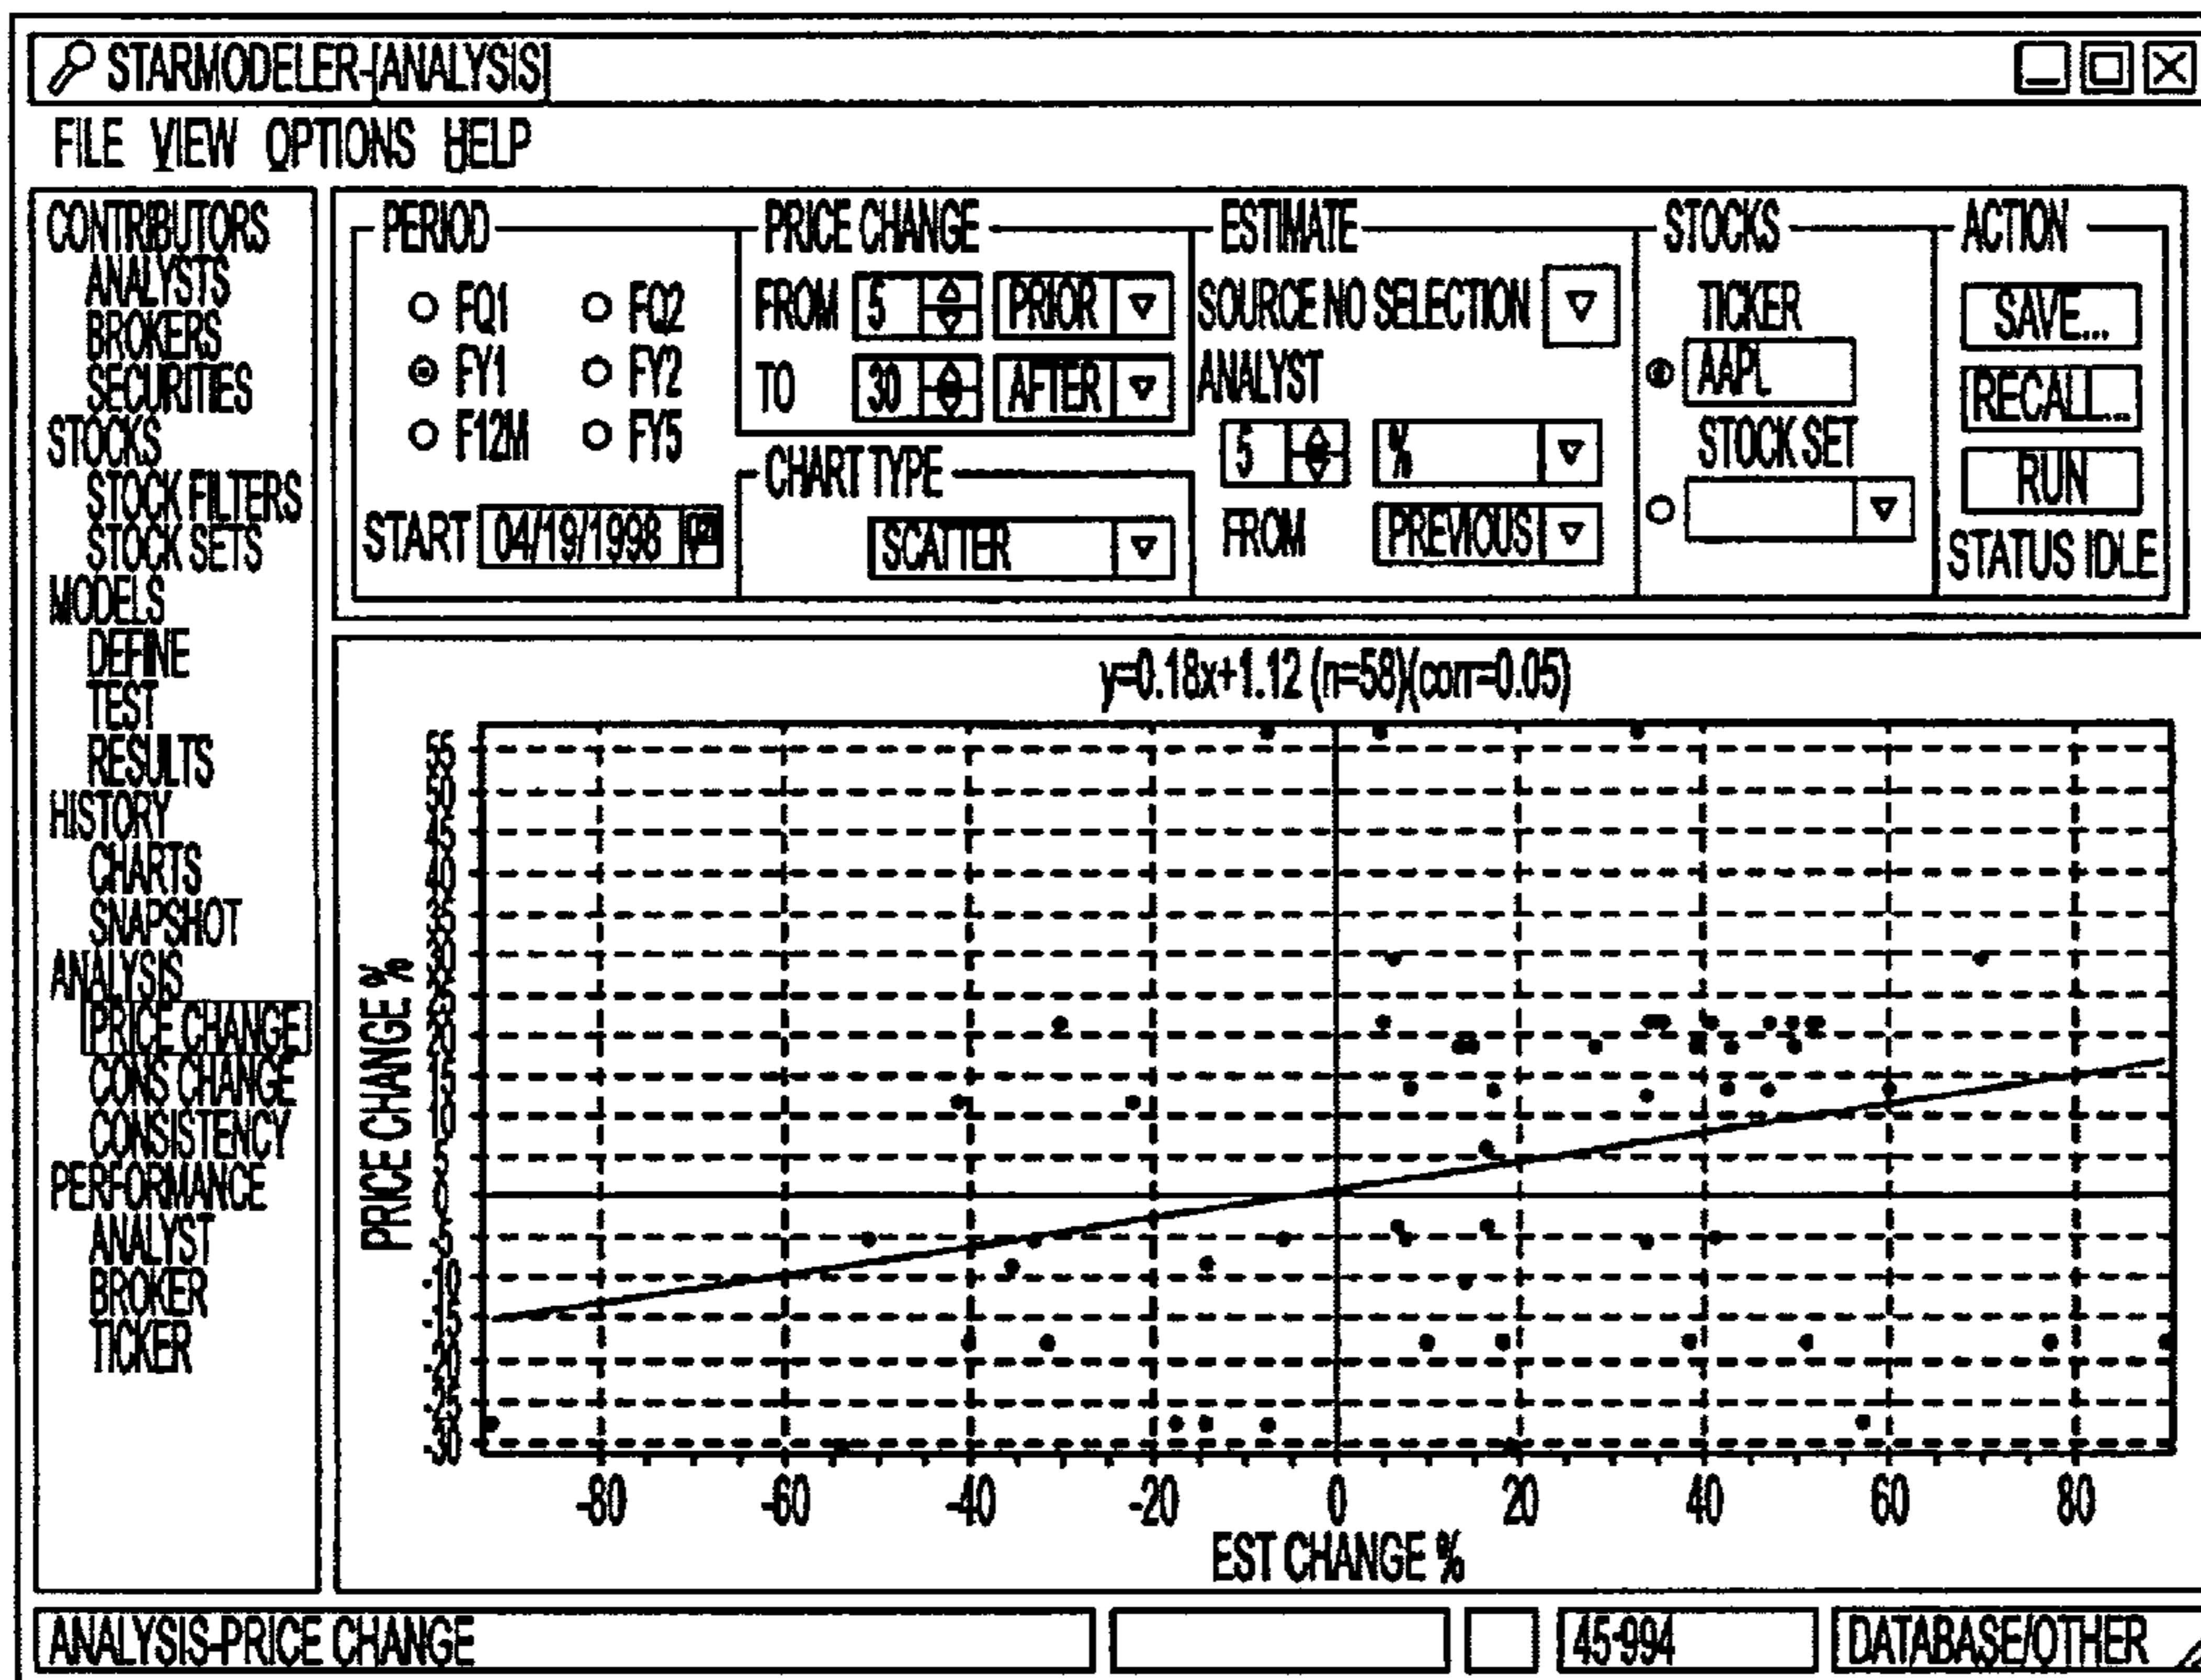 STARMODELER-[ANALYSIS]
FILE VIEW OPTIONS HELP
CONTRIBUTORS
ANALYSTS
BROKERS
SECURITIES
STOCKS
STOCK FILTERS
STOCK SETS
MODELS
DEFINE
TEST
RESULTS
HISTORY
CHARTS
SNAPSHOT
ANALYSIS
PRICE CHANGE
CONS CHANGE
CONSISTENCY
PERFORMANCE
ANALYST
BROKER
TICKER
PERIOD
FQ1 FQ2
FY1 FY2
F12M FY5
START 04/19/1998
PRICE CHANGE
FROM 5 PRIOR
TO 30 AFTER
CHART TYPE
SCATTER
ESTIMATE
SOURCE NO SELECTION
ANALYST
5 %
FROM PREVIOUS
STOCKS
TICKER
AAPL
STOCK SET
ACTION
SAVE...
RECALL...
RUN
STATUS IDLE
y=0.18x+1.12 (n=58)(corr=0.05)
PRICE CHANGE %
55
0
-80 -60 -40 -20 0 20 40 60 80
EST CHANGE %
ANALYSIS-PRICE CHANGE
45-994
DATABASE/OTHER